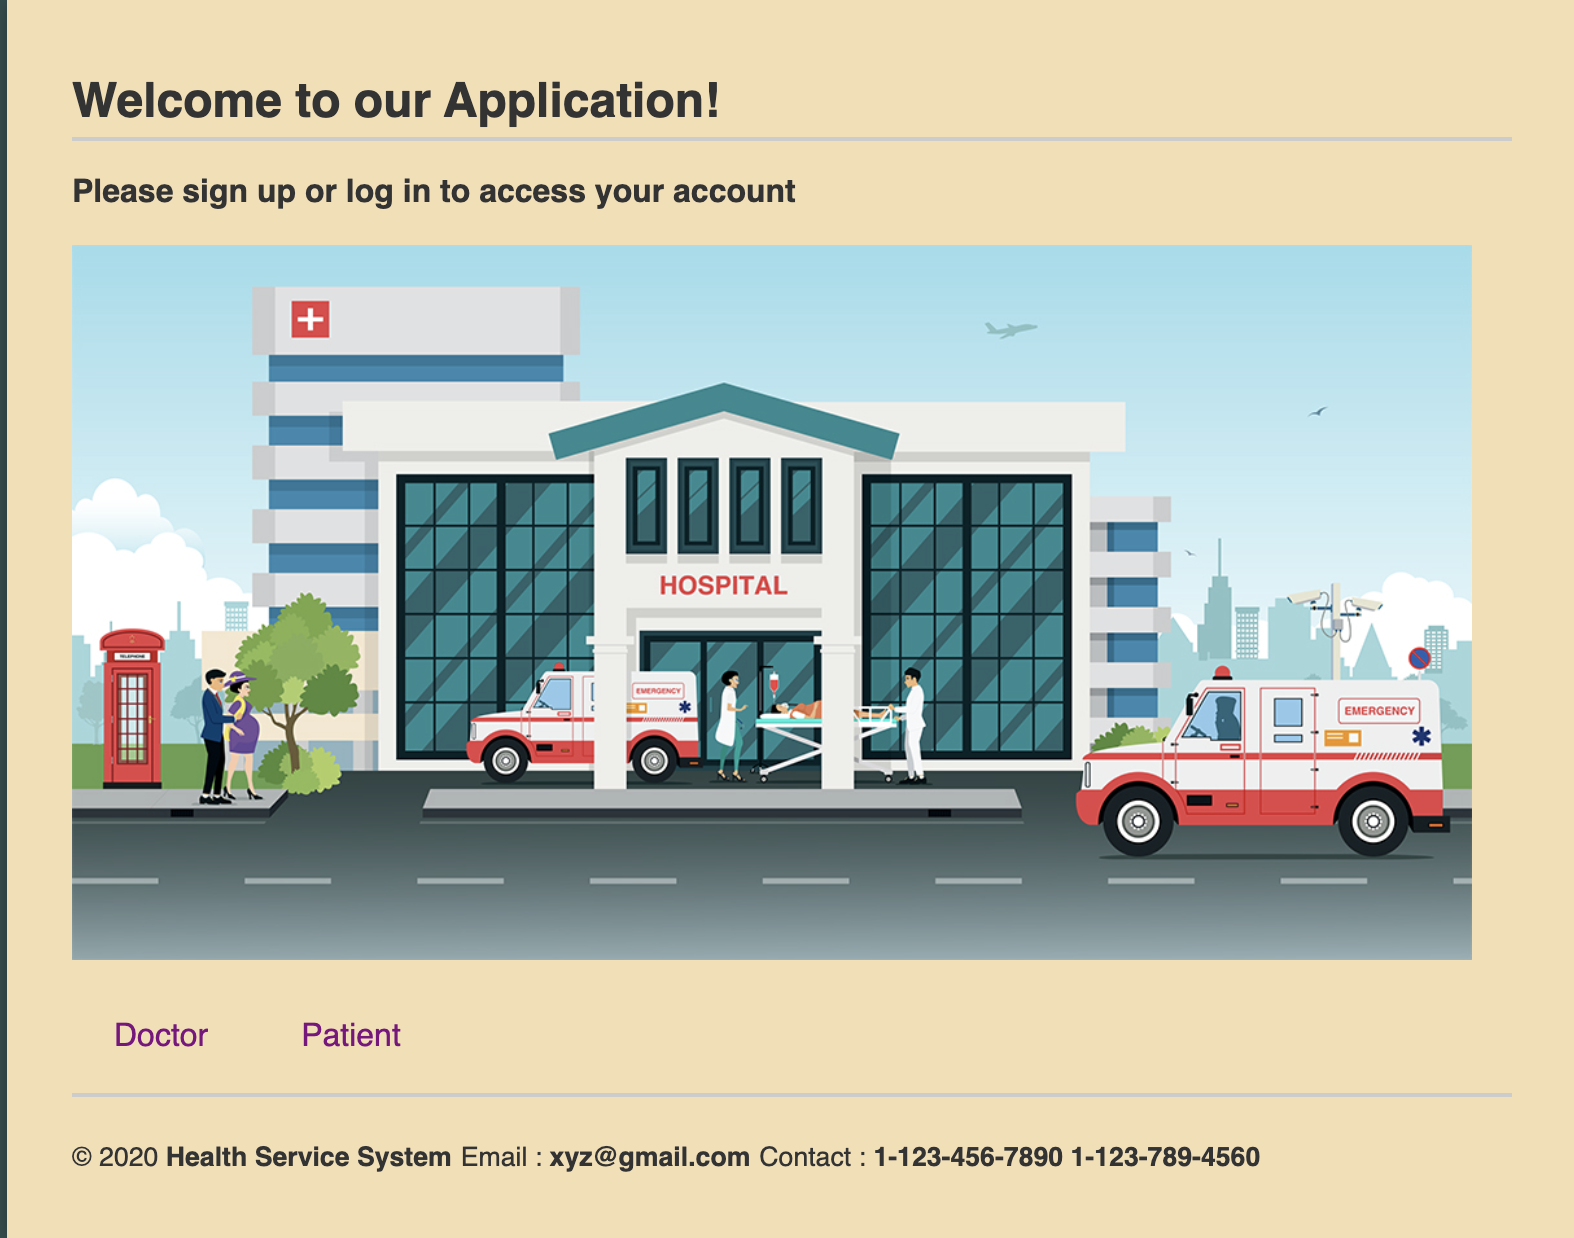 Welcome to our Application!
Please sign up or log in to access your account
HOSPITAL
TELEPHONE
EMERGENCY
EMERGENCY
Doctor Patient
© 2020 Health Service System Email : xyz@gmail.com Contact : 1-123-456-7890 1-123-789-4560